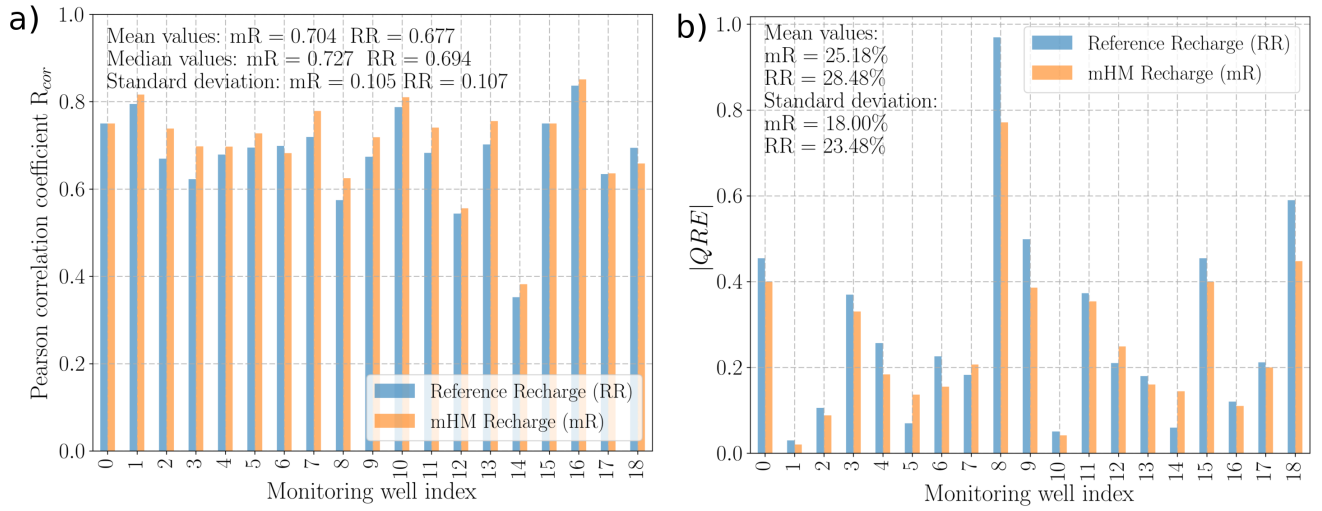 a)
Mean values: mR = 0.704 RR = 0.677
Median values: mR = 0.727 RR = 0.694
Standard deviation: mR = 0.105 RR = 0.107
Pearson correlation coefficient R_cor
1.0
0.8
0.6
0.4
0.2
0.0
Reference Recharge (RR)
mHM Recharge (mR)
0 1 2 3 4 5 6 7 8 9 10 11 12 13 14 15 16 17 18
Monitoring well index
b)
Mean values:
mR = 25.18%
RR = 28.48%
Standard deviation:
mR = 18.00%
RR = 23.48%
Reference Recharge (RR)
mHM Recharge (mR)
|QRE|
1.0
0.8
0.6
0.4
0.2
0.0
0 1 2 3 4 5 6 7 8 9 10 11 12 13 14 15 16 17 18
Monitoring well index